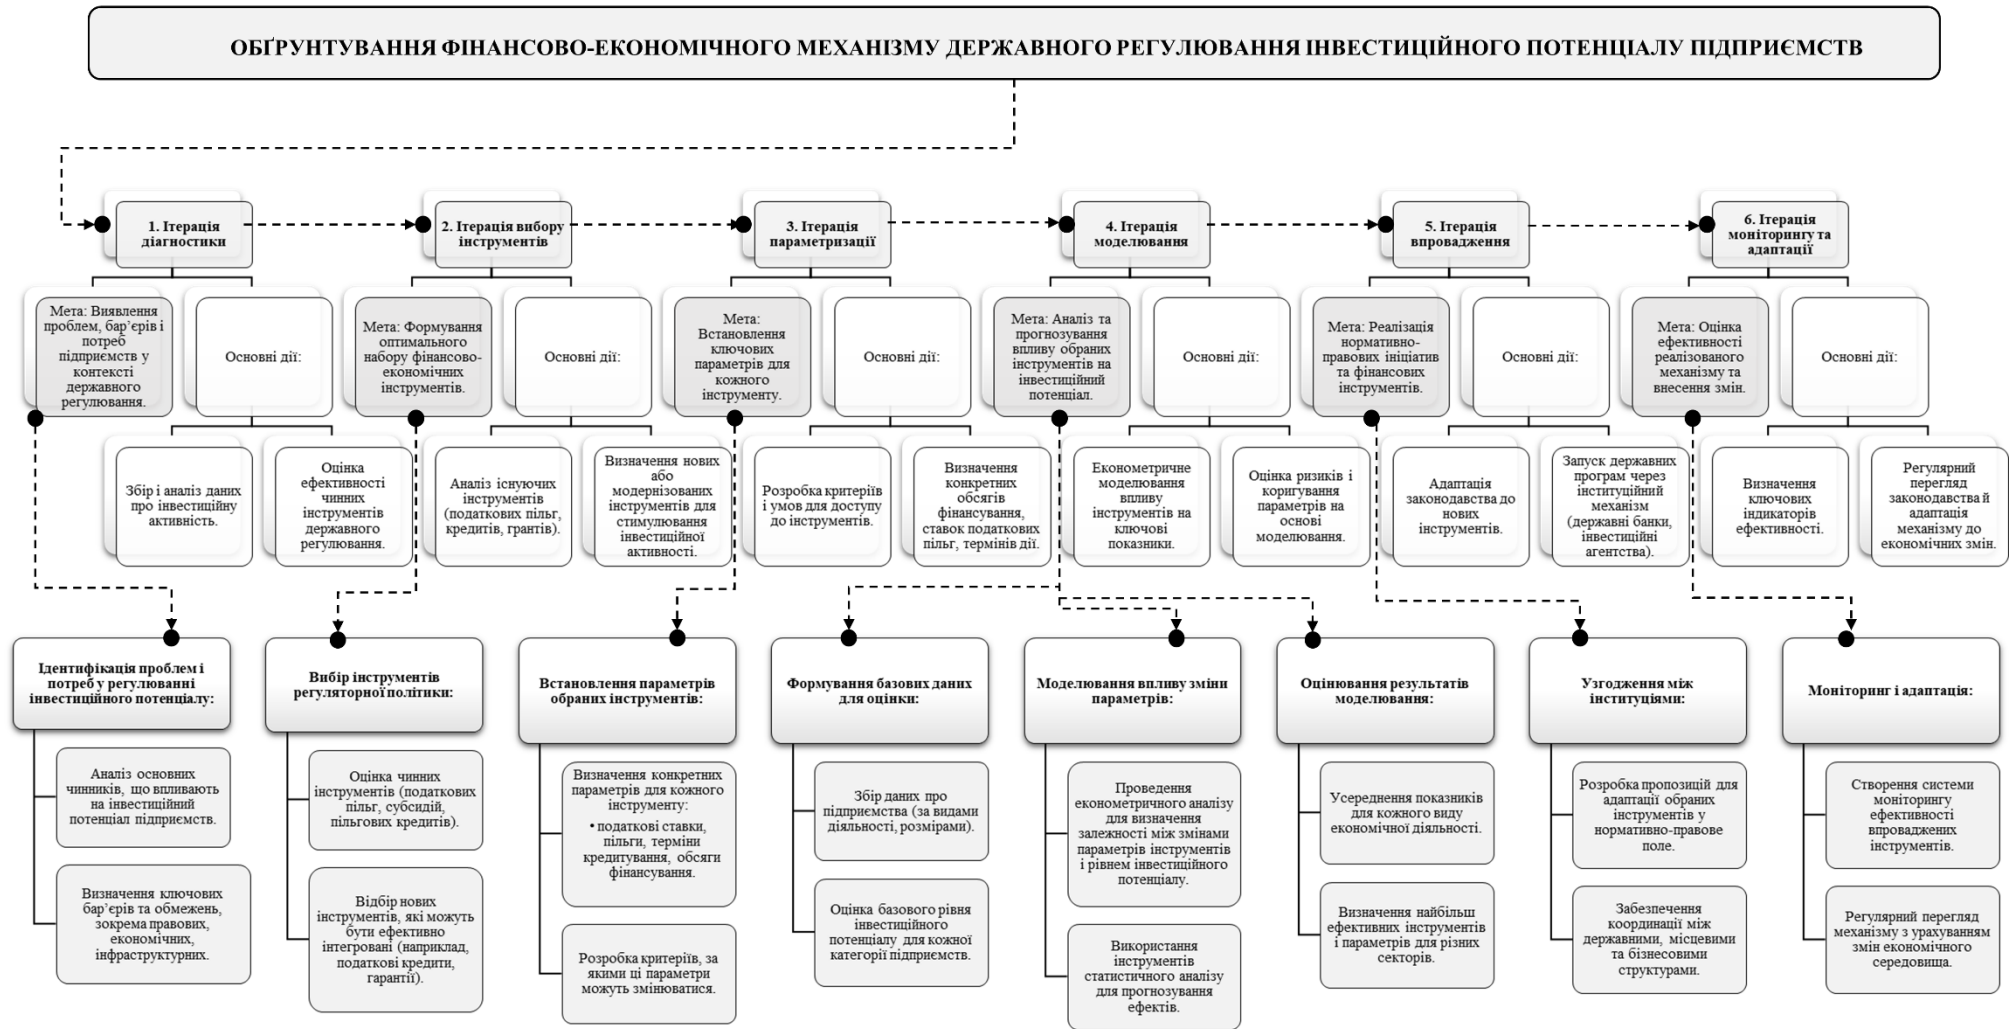 ОБҐРУНТУВАННЯ ФІНАНСОВО-ЕКОНОМІЧНОГО МЕХАНІЗМУ ДЕРЖАВНОГО РЕГУЛЮВАННЯ ІНВЕСТИЦІЙНОГО ПОТЕНЦІАЛУ ПІДПРИЄМСТВ
1. Ітерація
діагностики
2. Ітерація вибору
інструментів
3. Ітерація
параметризації
4. Ітерація
моделювання
5. Ітерація
впровадження
6. Ітерація
моніторингу та
адаптації
Мета: Виявлення
проблем, бар’єрів і
потреб
підприємств у
контексті
державного
регулювання.
Основні дії:
Мета: Формування
оптимального
набору фінансово-
економічних
інструментів.
Основні дії:
Мета:
Встановлення
ключових
параметрів для
кожного
інструменту.
Основні дії:
Мета: Аналіз та
прогнозування
впливу обраних
інструментів на
інвестиційний
потенціал.
Основні дії:
Мета: Реалізація
нормативно-
правових ініціатив
та фінансових
інструментів.
Основні дії:
Мета: Оцінка
ефективності
реалізованого
механізму та
внесення змін.
Основні дії:
Збір і аналіз даних
про інвестиційну
активність.
Оцінка
ефективності
чинних
інструментів
державного
регулювання.
Аналіз існуючих
інструментів
(податкових пільг,
кредитів, грантів).
Визначення нових
або
модернізованих
інструментів для
стимулювання
інвестиційної
активності.
Розробка критеріїв
і умов для доступу
до інструментів.
Визначення
конкретних
обсягів
фінансування,
ставок податкових
пільг, термінів дії.
Економетричне
моделювання
впливу
інструментів на
ключові
показники.
Оцінка ризиків і
коригування
параметрів на
основі
моделювання.
Адаптація
законодавства до
нових
інструментів.
Запуск державних
програм через
інституційний
механізм
(державні банки,
інвестиційні
агентства).
Визначення
ключових
індикаторів
ефективності.
Регулярний
перегляд
законодавства й
адаптація
механізму до
економічних змін.
Ідентифікація проблем і
потреб у регулюванні
інвестиційного потенціалу:
Аналіз основних
чинників, що впливають
на інвестиційний
потенціал підприємств.
Визначення ключових
бар’єрів та обмежень,
зокрема правових,
економічних,
інфраструктурних.
Вибір інструментів
регуляторної політики:
Оцінка чинних
інструментів (податкових
пільг, субсидій,
пільгових кредитів).
Відбір нових
інструментів, які можуть
бути ефективно
інтегровані (наприклад,
податкові кредити,
гарантії).
Встановлення параметрів
обраних інструментів:
Визначення конкретних
параметрів для кожного
інструменту:
• податкові ставки,
пільги, терміни
кредитування, обсяги
фінансування.
Розробка критеріїв, за
якими ці параметри
можуть змінюватися.
Формування базових даних
для оцінки:
Збір даних про
підприємства (за видами
діяльності, розмірами).
Оцінка базового рівня
інвестиційного
потенціалу для кожної
категорії підприємств.
Моделювання впливу зміни
параметрів:
Проведення
економетричного аналізу
для визначення
залежності між змінами
параметрів інструментів
і рівнем інвестиційного
потенціалу.
Використання
інструментів
статистичного аналізу
для прогнозування
ефектів.
Оцінювання результатів
моделювання:
Усереднення показників
для кожного виду
економічної діяльності.
Визначення найбільш
ефективних інструментів
і параметрів для різних
секторів.
Узгодження між
інституціями:
Розробка пропозицій для
адаптації обраних
інструментів у
нормативно-правове
поле.
Забезпечення
координації між
державними, місцевими
та бізнесовими
структурами.
Моніторинг і адаптація:
Створення системи
моніторингу
ефективності
впроваджених
інструментів.
Регулярний перегляд
механізму з урахуванням
змін економічного
середовища.